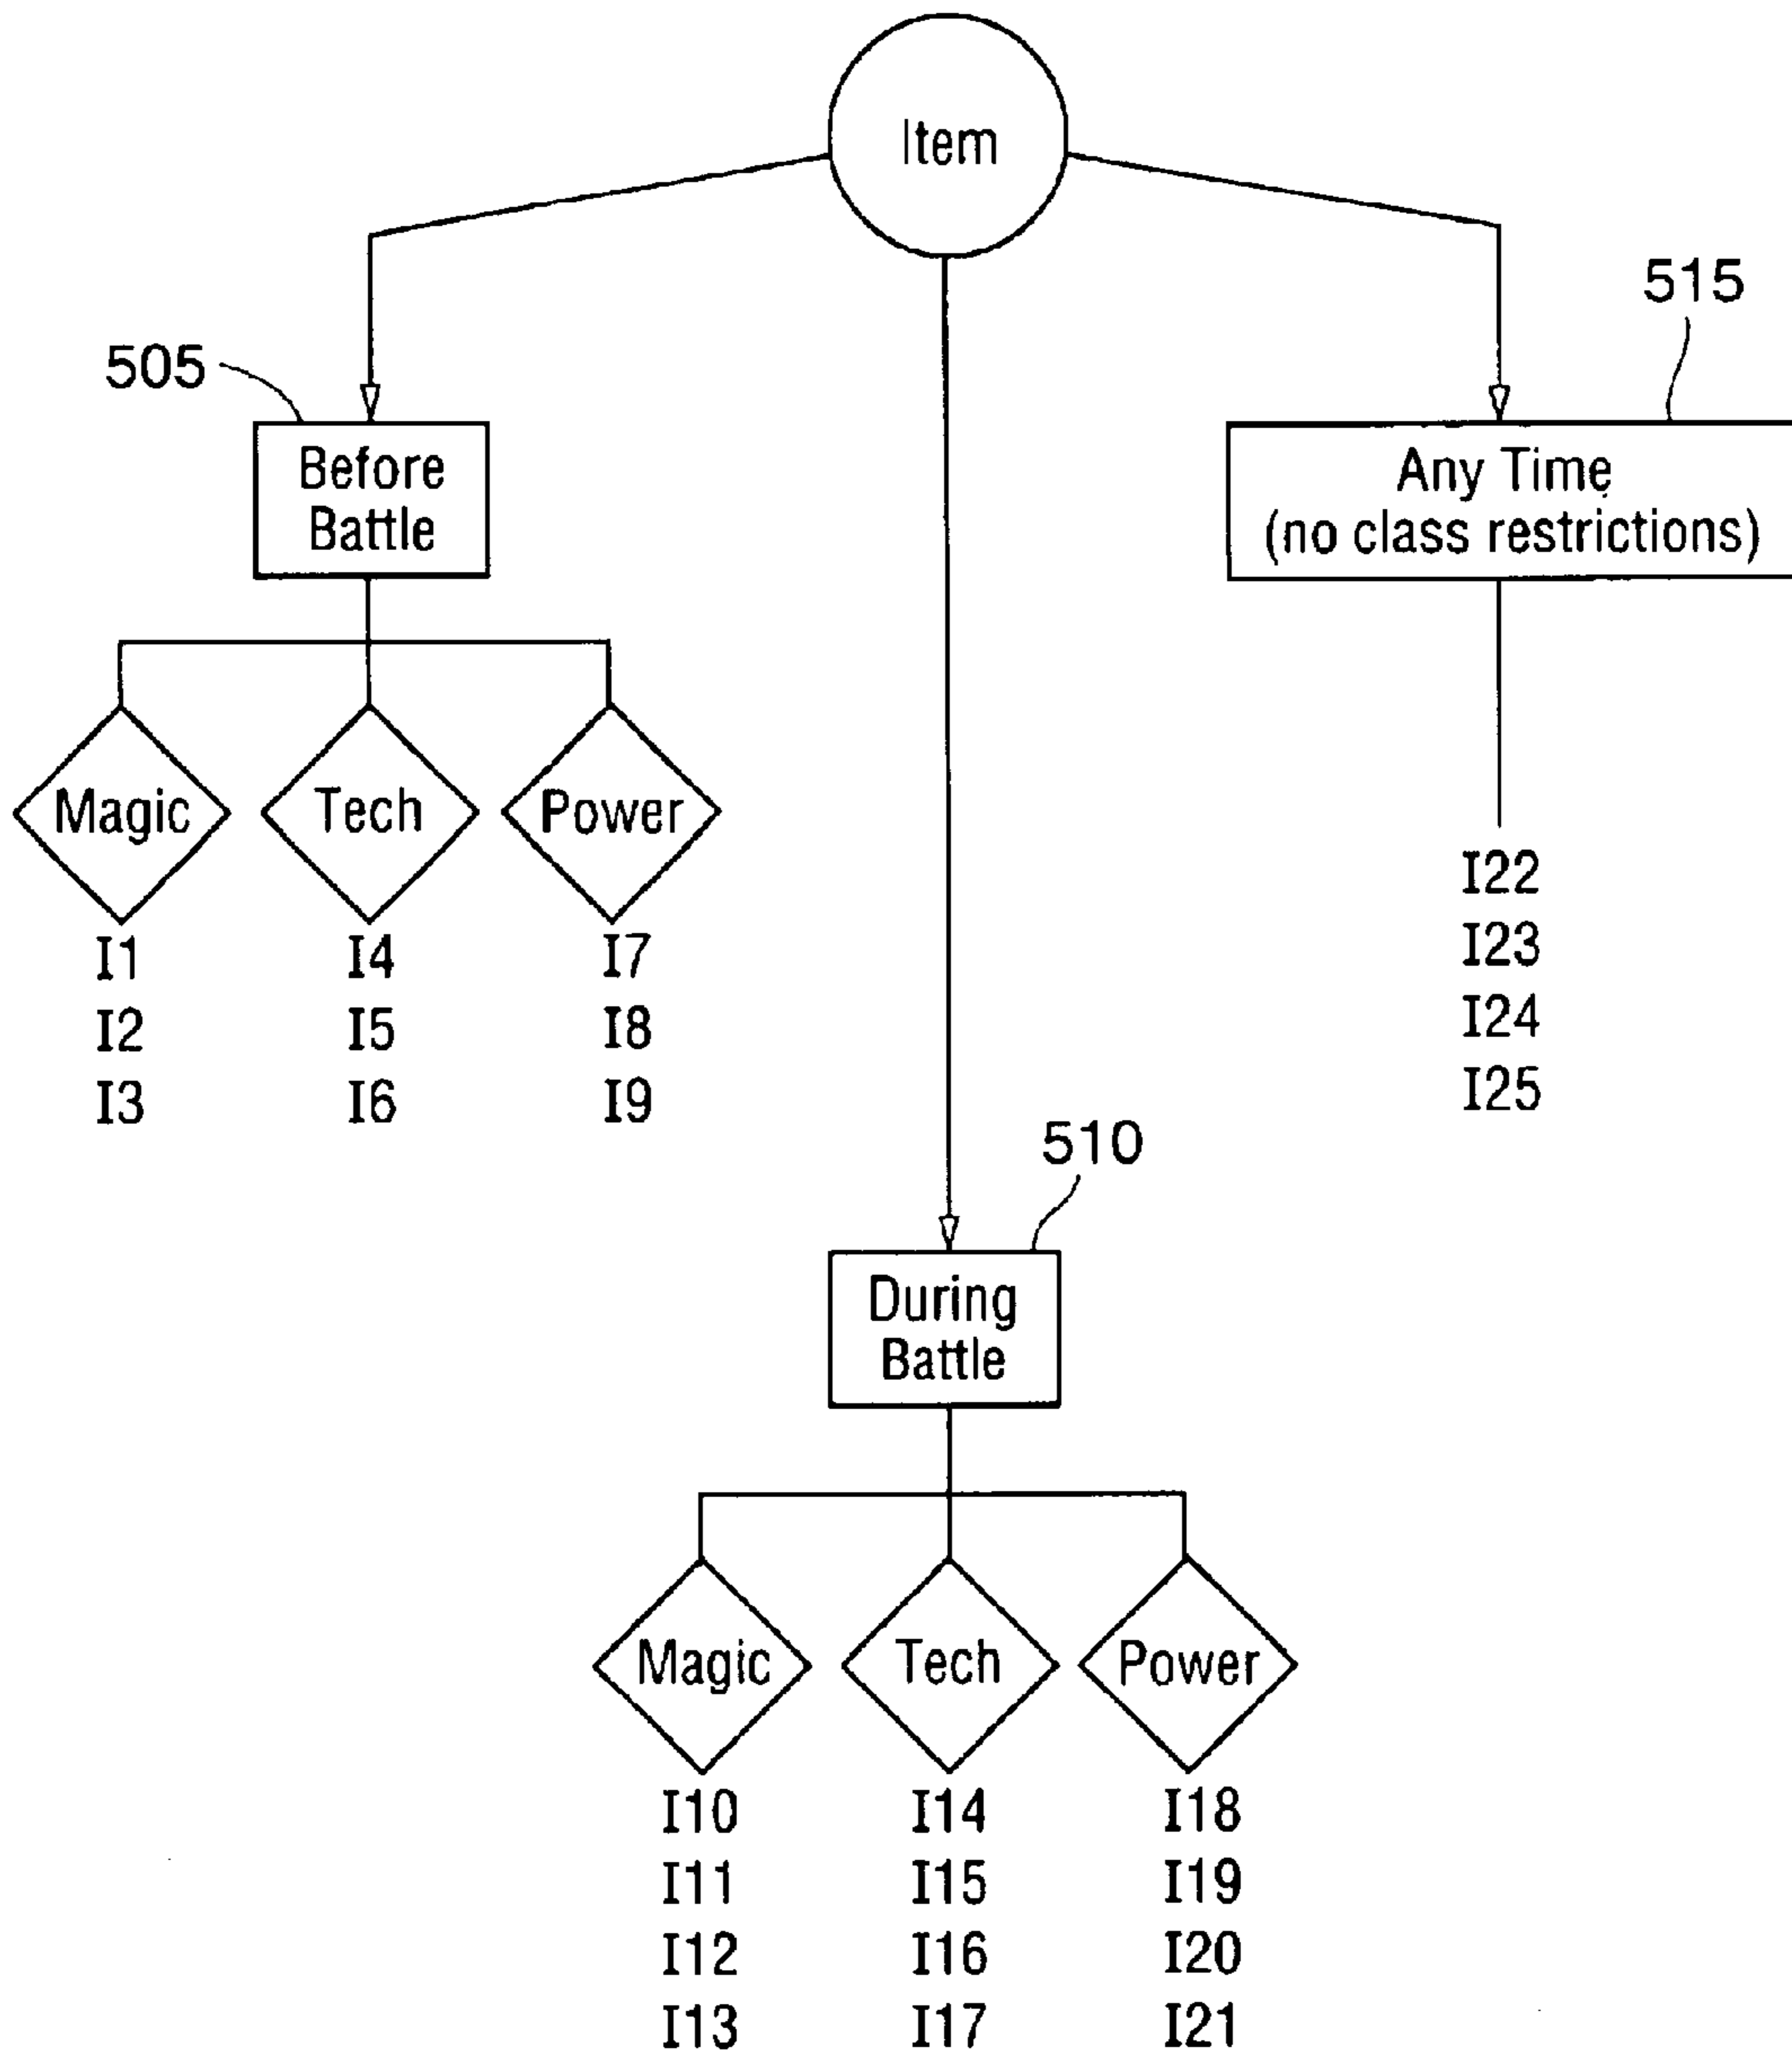 Item
515
505
Before
Battle
Any Time
(no class restrictions)
Magic
Tech
Power
I1
I4
I7
I2
I5
I8
I3
I6
I9
I22
I23
I24
I25
510
During
Battle
Magic
Tech
Power
I10
I14
I18
I11
I15
I19
I12
I16
I20
I13
I17
I21